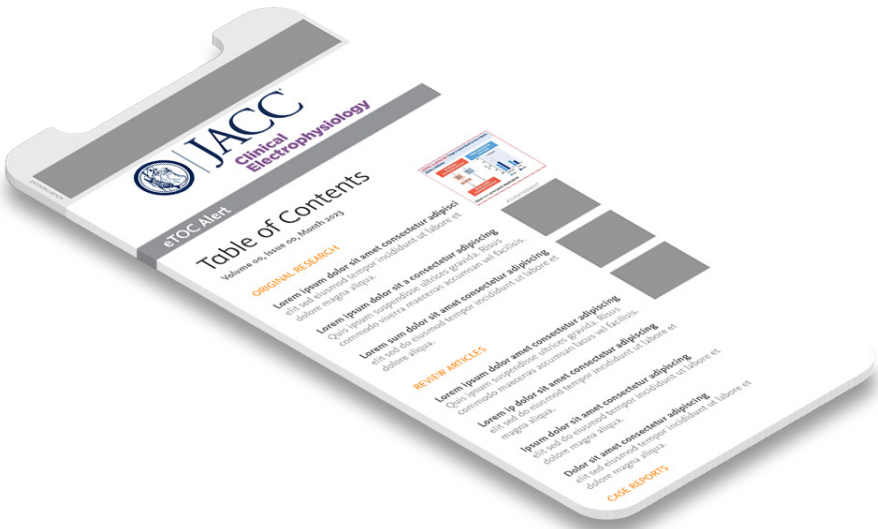 JACC
Clinical
Electrophysiology
eTOC Alert
Table of Contents
Volume 00, Issue 00, Month 2023
ORIGINAL RESEARCH
Lorem ipsum dolor sit amet consectetur adipisci
elit sed do eiusmod tempor incididunt ut labore et
dolore magna aliqua.
Lorem ipsum dolor sit a consectetur adipiscing
Quis ipsum suspendisse ultrices gravida. Risus
commodo viverra maecenas accumsan vel facilisis.
Lorem sum dolor sit amet consectetur adipiscing
elit sed do eiusmod tempor incididunt ut labore et
dolore aliqua.
REVIEW ARTICLES
Lorem ipsum dolor amet consectetur adipiscing
Quis ipsum suspendisse ultrices gravida. Risus
commodo maecenas accumsan lacus vel facilisis.
Lorem ip dolor sit amet consectetur adipiscing
elit sed do eiusmod tempor incididunt ut labore et
magna aliqua.
Ipsum dolor sit amet consectetur adipiscing
elit sed do eiusmod tempor incididunt ut labore et
dolore magna aliqua.
Dolor sit amet consectetur adipiscing
elit sed eiusmod tempor incididunt ut labore et
dolore magna aliqua.
CASE REPORTS